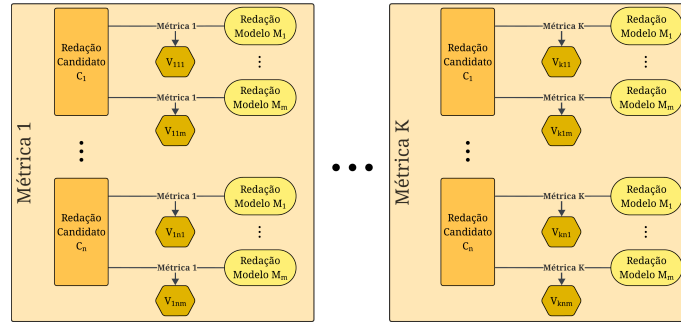 Métrica 1
Redação
Candidato
C₁
Métrica 1
Redação
Modelo M₁
V₁₁₁
⋮
Métrica 1
Redação
Modelo Mₘ
V₁₁ₘ
⋮
Redação
Candidato
Cₙ
Métrica 1
Redação
Modelo M₁
V₁ₙ₁
⋮
Métrica 1
Redação
Modelo Mₘ
V₁ₙₘ
• • •
Métrica K
Redação
Candidato
C₁
Métrica K
Redação
Modelo M₁
Vₖ₁₁
⋮
Métrica K
Redação
Modelo Mₘ
Vₖ₁ₘ
⋮
Redação
Candidato
Cₙ
Métrica K
Redação
Modelo M₁
Vₖₙ₁
⋮
Métrica K
Redação
Modelo Mₘ
Vₖₙₘ